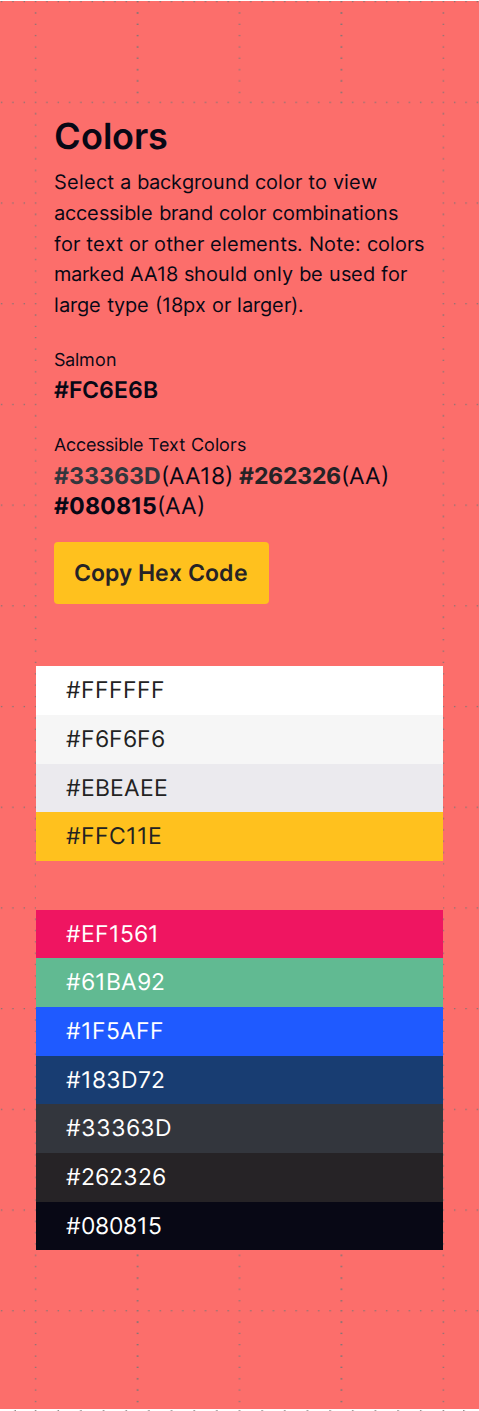 Colors
Select a background color to view
accessible brand color combinations
for text or other elements. Note: colors
marked AA18 should only be used for
large type (18px or larger).
Salmon
#FC6E6B
Accessible Text Colors
#33363D(AA18) #262326(AA)
#080815(AA)
Copy Hex Code
#FFFFFF
#F6F6F6
#EBEAEE
#FFC11E
#EF1561
#61BA92
#1F5AFF
#183D72
#33363D
#262326
#080815